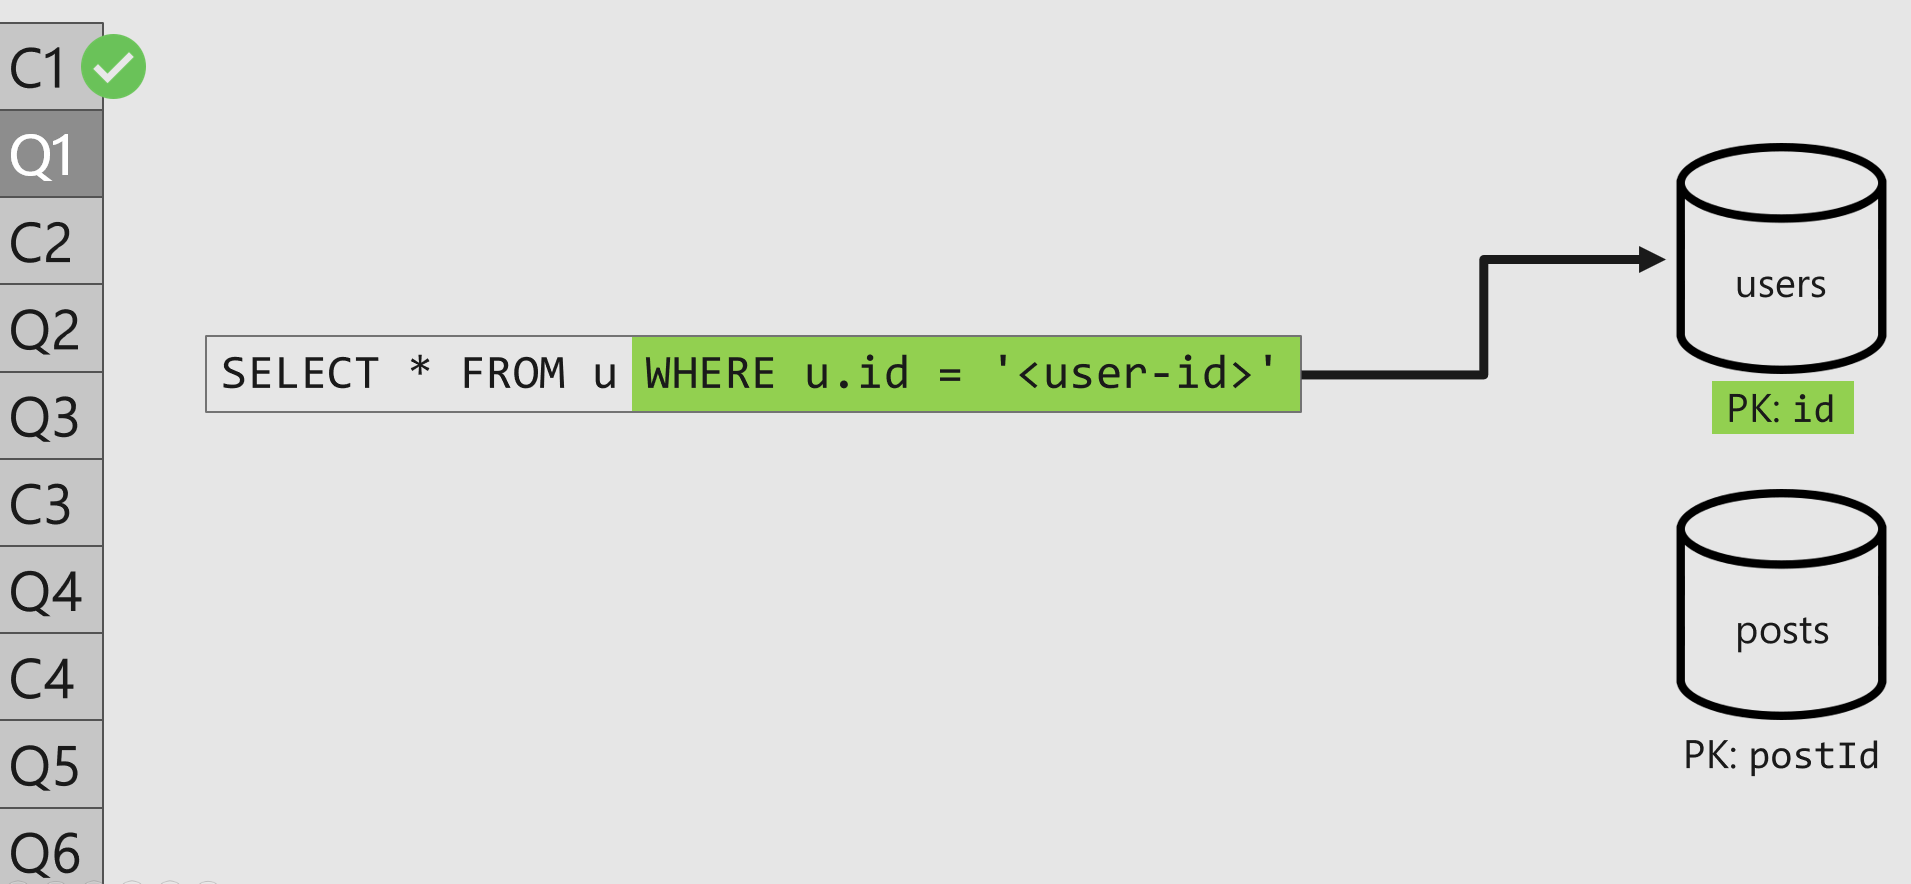 C1
Q1
C2
Q2
Q3
C3
Q4
C4
Q5
Q6
SELECT * FROM u WHERE u.id = '<user-id>'
users
PK: id
posts
PK: postId